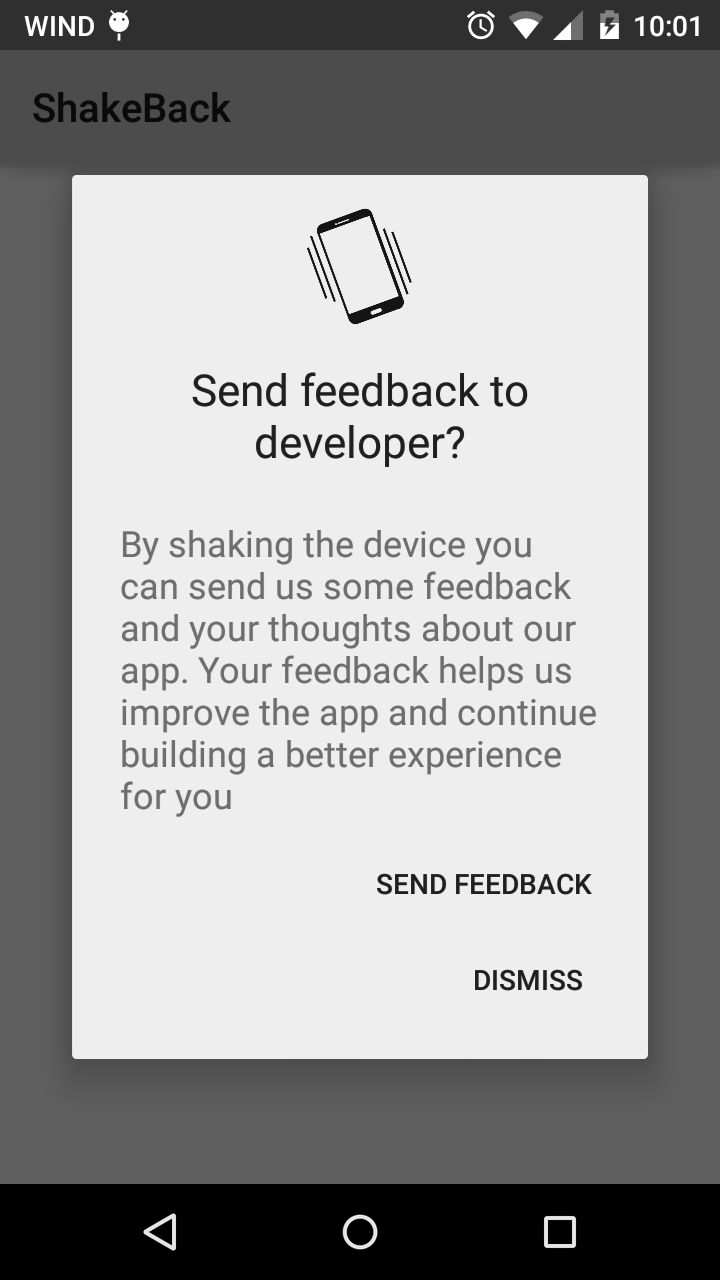 WIND 10:01
ShakeBack
Send feedback to
developer?
By shaking the device you
can send us some feedback
and your thoughts about our
app. Your feedback helps us
improve the app and continue
building a better experience
for you
SEND FEEDBACK
DISMISS